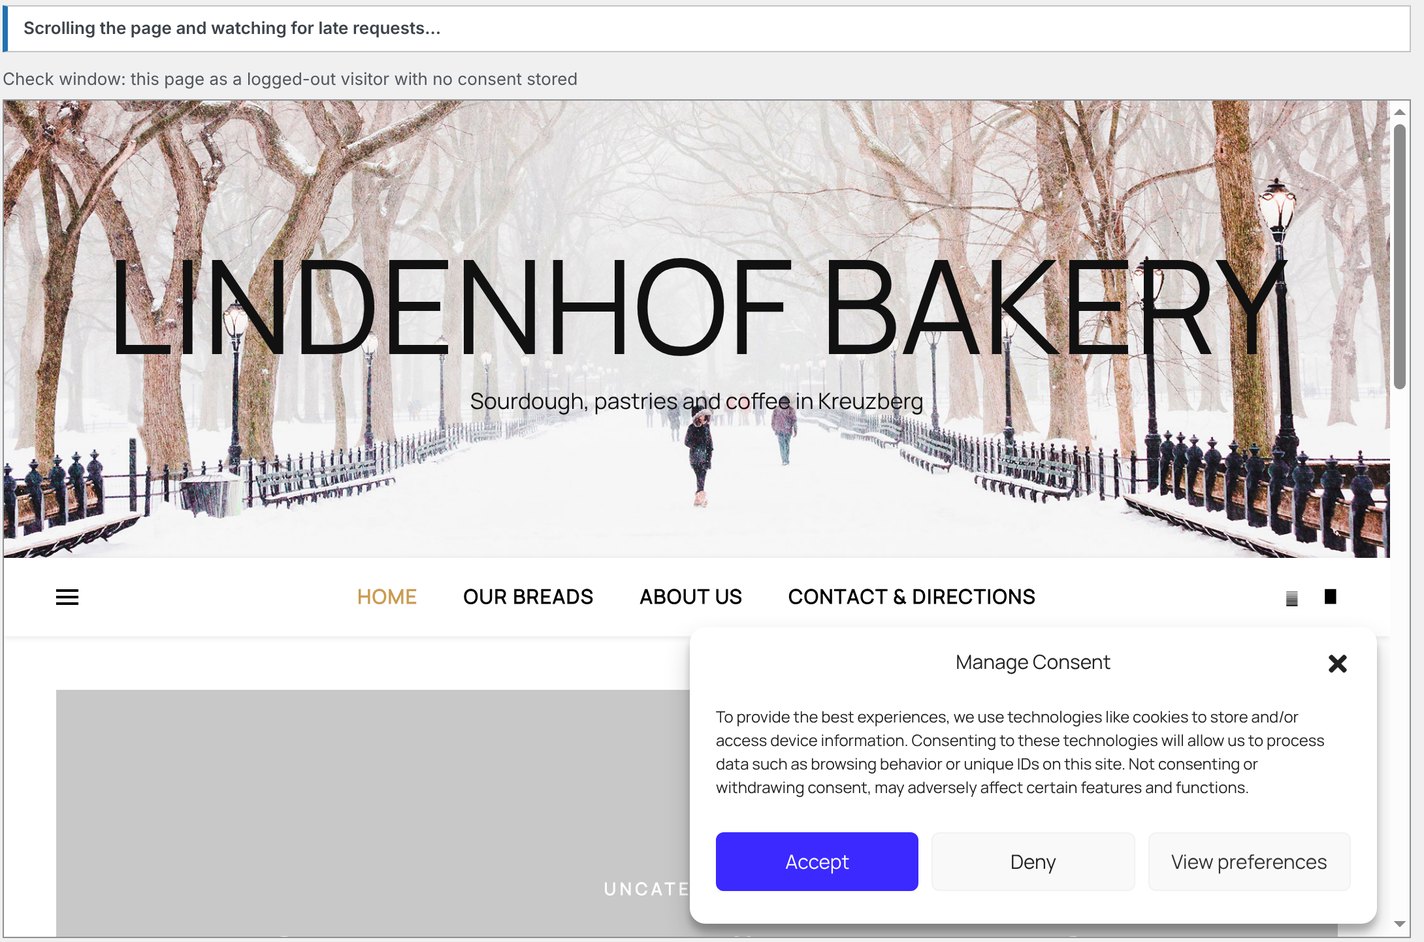 Scrolling the page and watching for late requests...
Check window: this page as a logged-out visitor with no consent stored
LINDENHOF BAKERY
Sourdough, pastries and coffee in Kreuzberg
HOME OUR BREADS ABOUT US CONTACT & DIRECTIONS
Manage Consent
To provide the best experiences, we use technologies like cookies to store and/or
access device information. Consenting to these technologies will allow us to process
data such as browsing behavior or unique IDs on this site. Not consenting or
withdrawing consent, may adversely affect certain features and functions.
Accept Deny View preferences
UNCATE